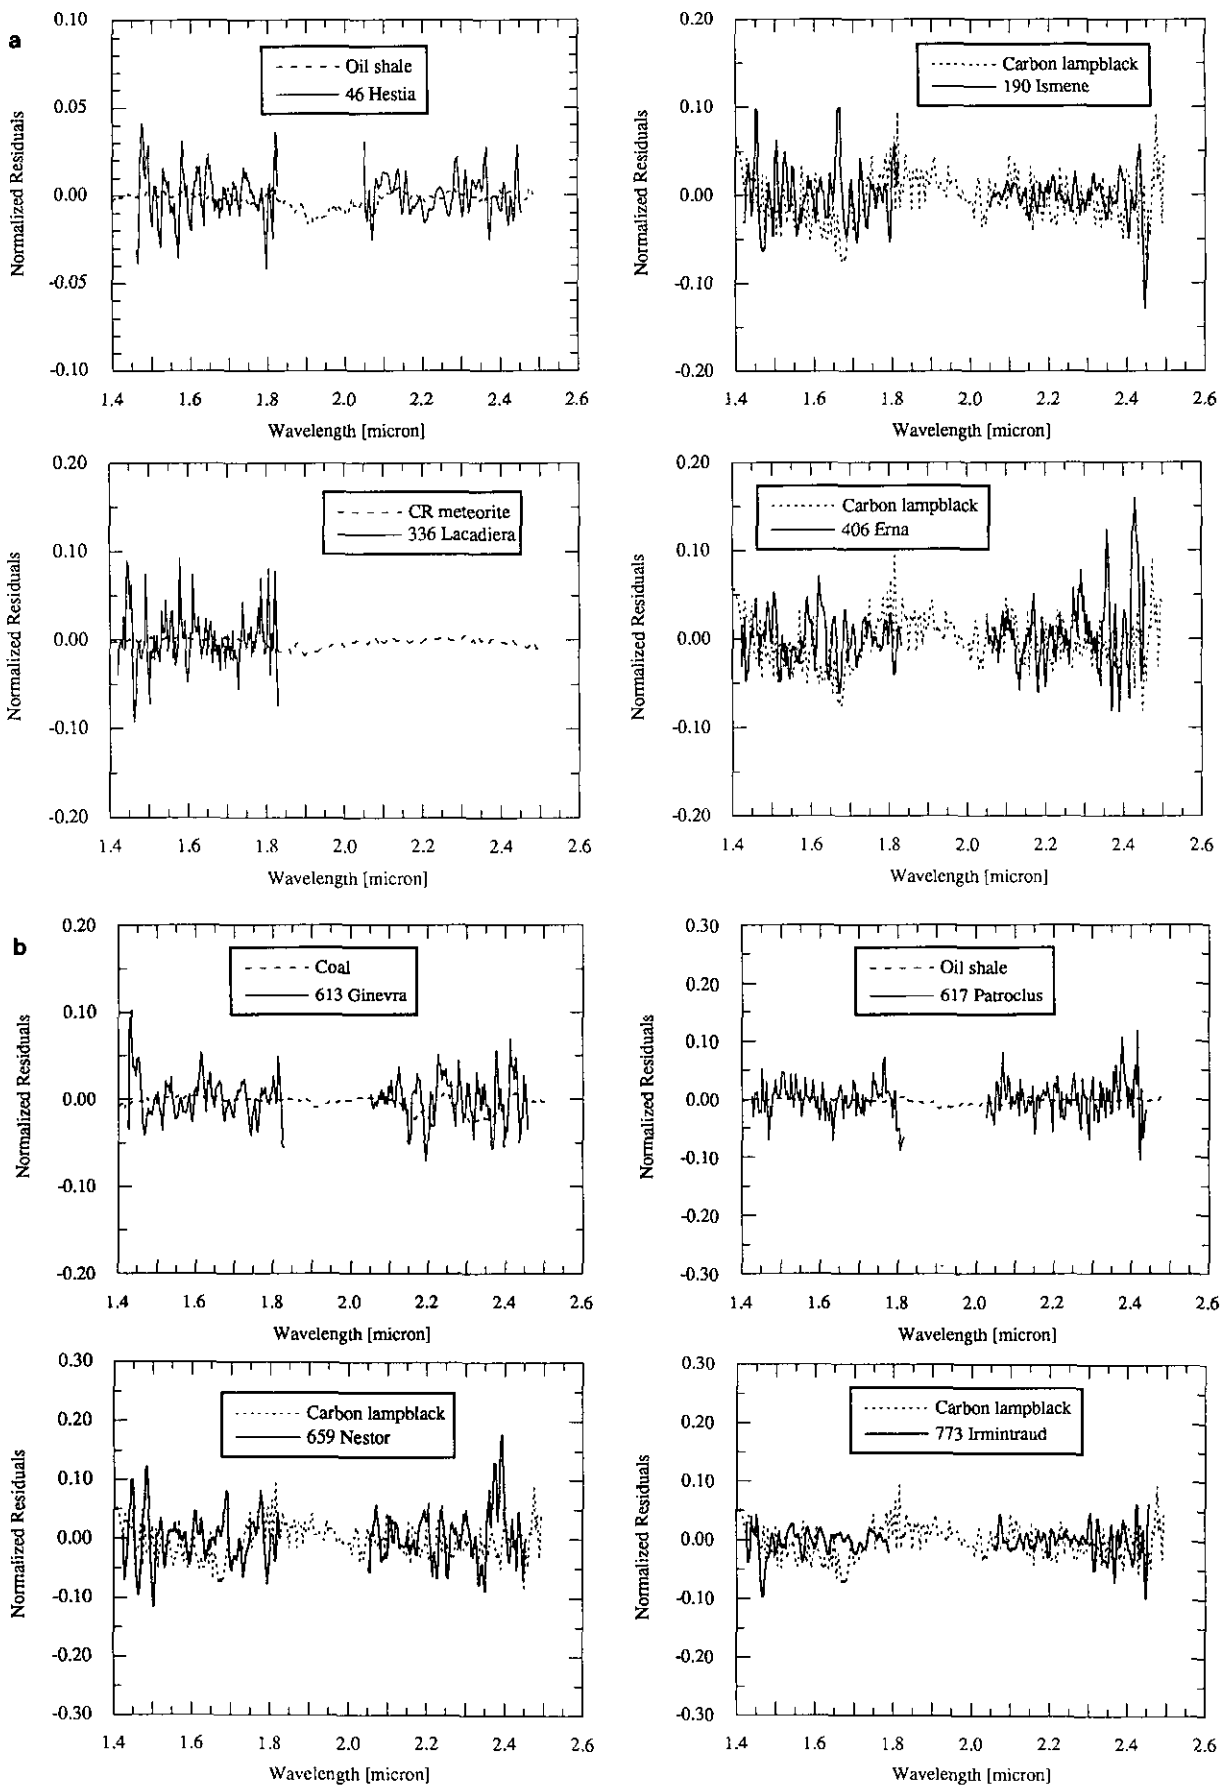 a
0.10
0.05
0.00
-0.05
-0.10
Normalized Residuals
Oil shale
46 Hestia
1.4 1.6 1.8 2.0 2.2 2.4 2.6
Wavelength [micron]
0.20
0.10
0.00
-0.10
-0.20
Normalized Residuals
Carbon lampblack
190 Ismene
1.4 1.6 1.8 2.0 2.2 2.4 2.6
Wavelength [micron]
0.20
0.10
0.00
-0.10
-0.20
Normalized Residuals
CR meteorite
336 Lacadiera
1.4 1.6 1.8 2.0 2.2 2.4 2.6
Wavelength [micron]
0.20
0.10
0.00
-0.10
-0.20
Normalized Residuals
Carbon lampblack
406 Erna
1.4 1.6 1.8 2.0 2.2 2.4 2.6
Wavelength [micron]
b
0.20
0.10
0.00
-0.10
-0.20
Normalized Residuals
Coal
613 Ginevra
1.4 1.6 1.8 2.0 2.2 2.4 2.6
Wavelength [micron]
0.30
0.20
0.10
0.00
-0.10
-0.20
-0.30
Normalized Residuals
Oil shale
617 Patroclus
1.4 1.6 1.8 2.0 2.2 2.4 2.6
Wavelength [micron]
0.30
0.20
0.10
0.00
-0.10
-0.20
-0.30
Normalized Residuals
Carbon lampblack
659 Nestor
1.4 1.6 1.8 2.0 2.2 2.4 2.6
Wavelength [micron]
0.30
0.20
0.10
0.00
-0.10
-0.20
-0.30
Normalized Residuals
Carbon lampblack
773 Irmintraud
1.4 1.6 1.8 2.0 2.2 2.4 2.6
Wavelength [micron]